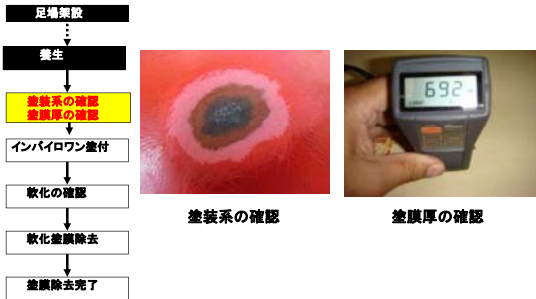 足場架設
養生
塗装系の確認
塗膜厚の確認
インバイロワン塗付
軟化の確認
軟化塗膜除去
塗膜除去完了
692
塗装系の確認
塗膜厚の確認